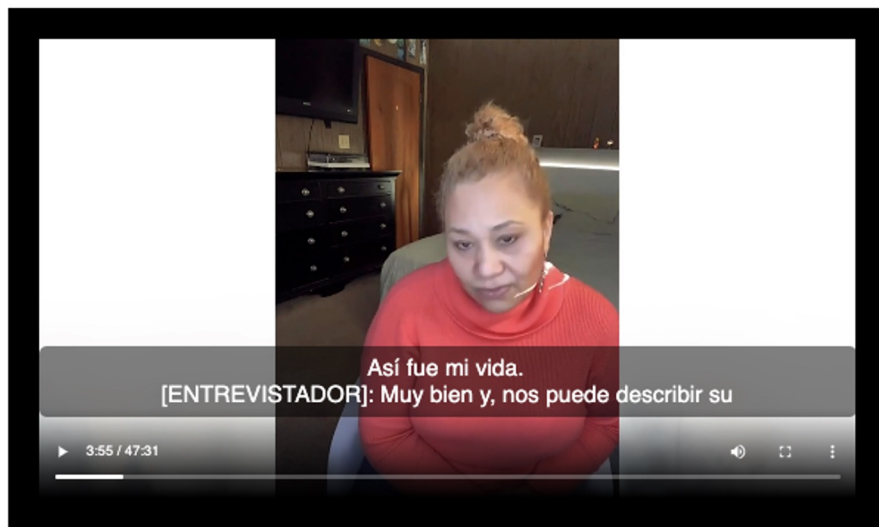 Así fue mi vida.
[ENTREVISTADOR]: Muy bien y, nos puede describir su
3:55 / 47:31